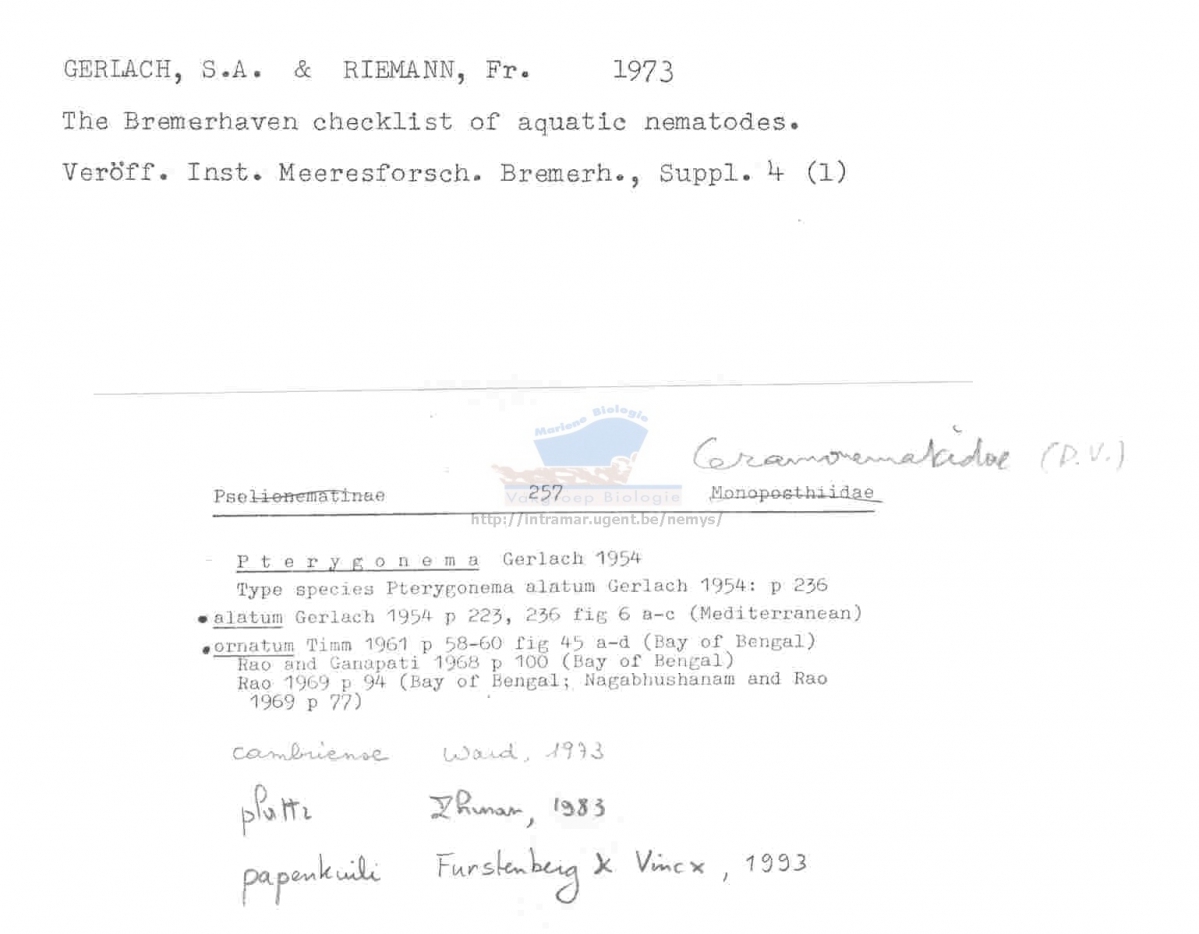 GERLACH, S.A. & RIEMANN, Fr. 1973
The Bremerhaven checklist of aquatic nematodes.
Veröff. Inst. Meeresforsch. Bremerh., Suppl. 4 (1)
Mariene Biologie
Ceramonematidae (D.V.)
Pselionematinae 257 Monoposthiidae
Vakgroep Biologie
http://intramar.ugent.be/nemys/
Pterygonema Gerlach 1954
Type species Pterygonema alatum Gerlach 1954: p 236
• alatum Gerlach 1954 p 223, 236 fig 6 a-c (Mediterranean)
• ornatum Timm 1961 p 58-60 fig 45 a-d (Bay of Bengal)
Rao and Ganapati 1968 p 100 (Bay of Bengal)
Rao 1969 p 94 (Bay of Bengal; Nagabhushanam and Rao
1969 p 77)
cambriense Ward, 1973
platti , 1983
papenkuili Furstenberg & Vincx, 1993